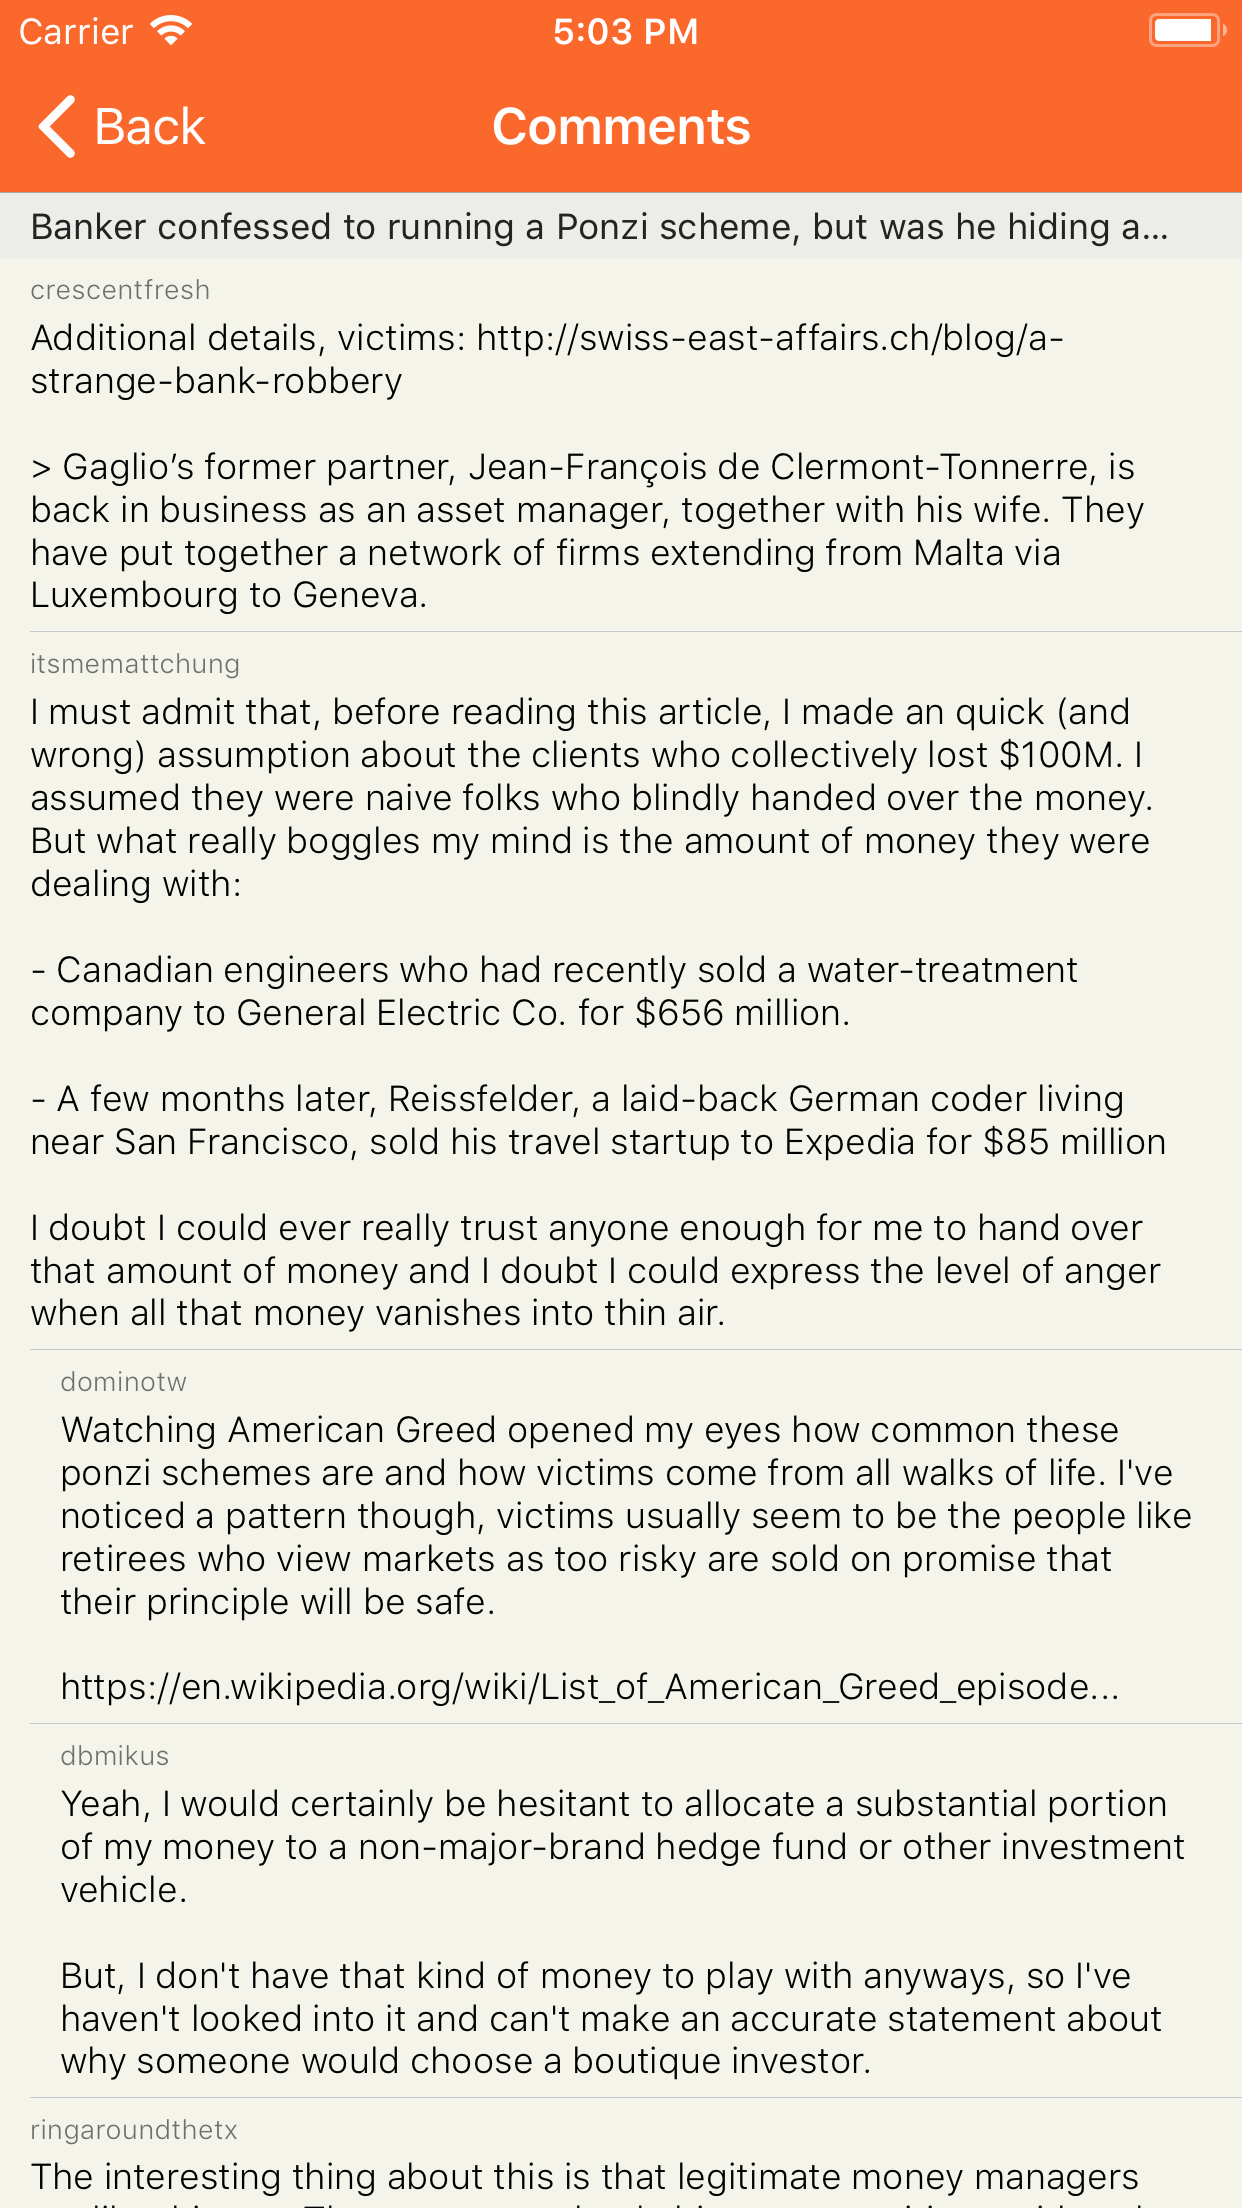 Carrier
5:03 PM
Back
Comments
Banker confessed to running a Ponzi scheme, but was he hiding a...
crescentfresh
Additional details, victims: http://swiss-east-affairs.ch/blog/a-
strange-bank-robbery
> Gaglio’s former partner, Jean-François de Clermont-Tonnerre, is
back in business as an asset manager, together with his wife. They
have put together a network of firms extending from Malta via
Luxembourg to Geneva.
itsmemattchung
I must admit that, before reading this article, I made an quick (and
wrong) assumption about the clients who collectively lost $100M. I
assumed they were naive folks who blindly handed over the money.
But what really boggles my mind is the amount of money they were
dealing with:
- Canadian engineers who had recently sold a water-treatment
company to General Electric Co. for $656 million.
- A few months later, Reissfelder, a laid-back German coder living
near San Francisco, sold his travel startup to Expedia for $85 million
I doubt I could ever really trust anyone enough for me to hand over
that amount of money and I doubt I could express the level of anger
when all that money vanishes into thin air.
dominotw
Watching American Greed opened my eyes how common these
ponzi schemes are and how victims come from all walks of life. I've
noticed a pattern though, victims usually seem to be the people like
retirees who view markets as too risky are sold on promise that
their principle will be safe.
https://en.wikipedia.org/wiki/List_of_American_Greed_episode...
dbmikus
Yeah, I would certainly be hesitant to allocate a substantial portion
of my money to a non-major-brand hedge fund or other investment
vehicle.
But, I don't have that kind of money to play with anyways, so I've
haven't looked into it and can't make an accurate statement about
why someone would choose a boutique investor.
ringaroundthetx
The interesting thing about this is that legitimate money managers